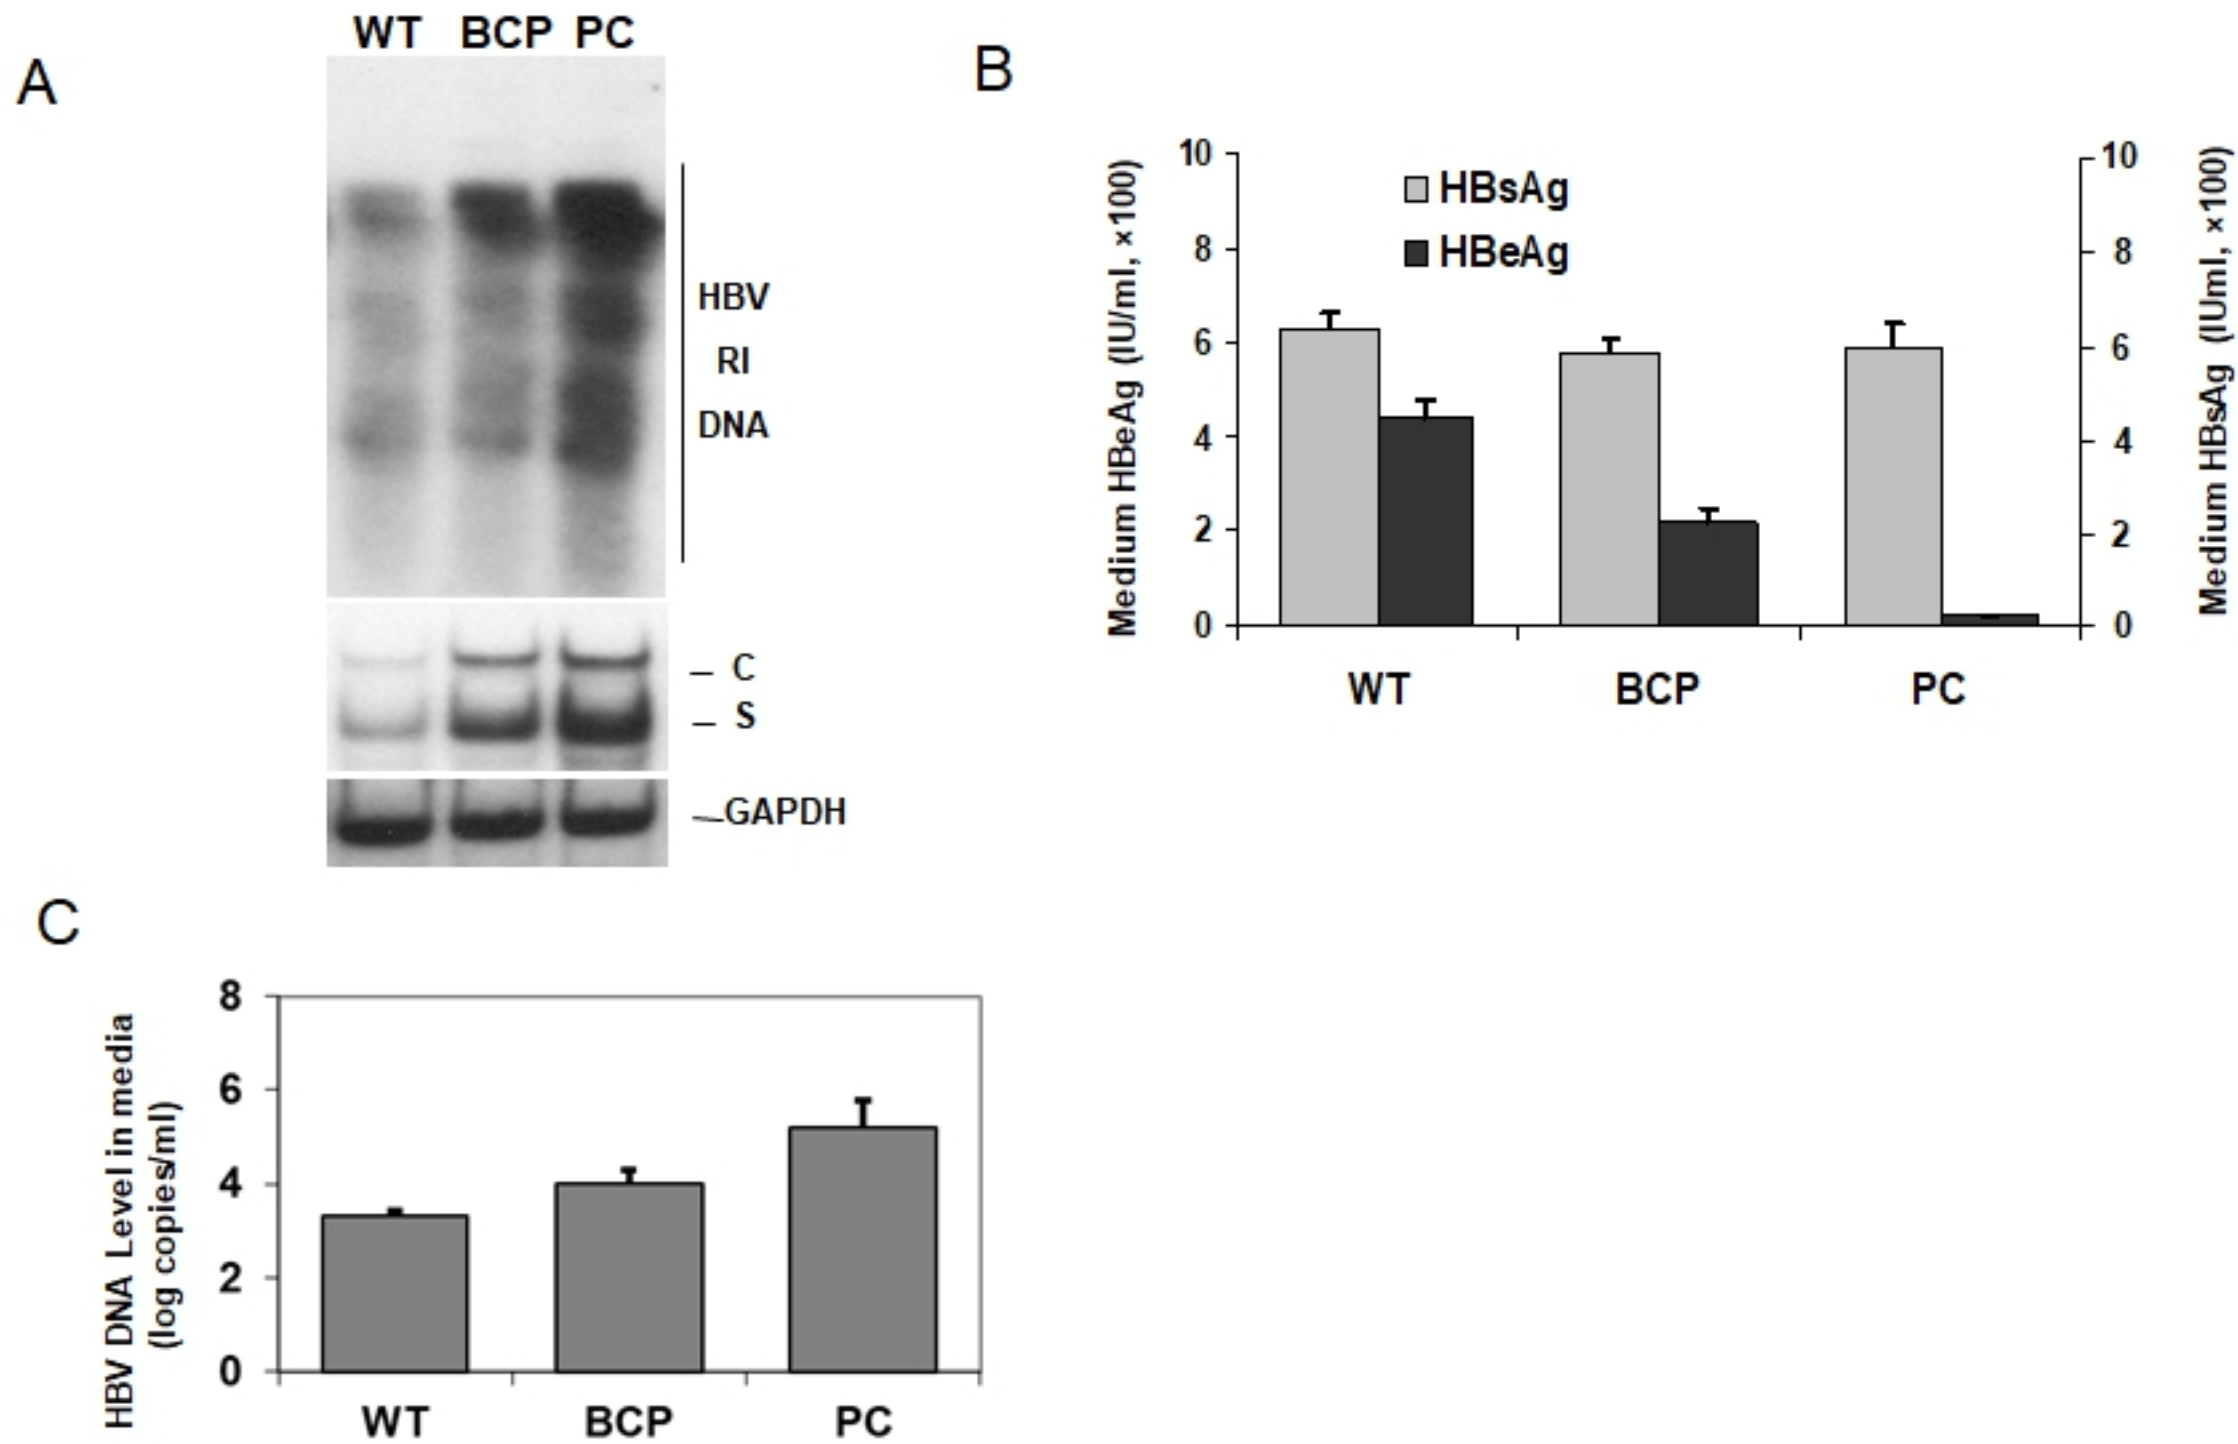 A
WT BCP PC
HBV
RI
DNA
C
S
GAPDH
B
Medium HBeAg (IU/ml, ×100)
10
8
6
4
2
0
HBsAg
HBeAg
WT BCP PC
10
8
6
4
2
0
Medium HBsAg (IUml, ×100)
C
HBV DNA Level in media
(log copies/ml)
8
6
4
2
0
WT BCP PC